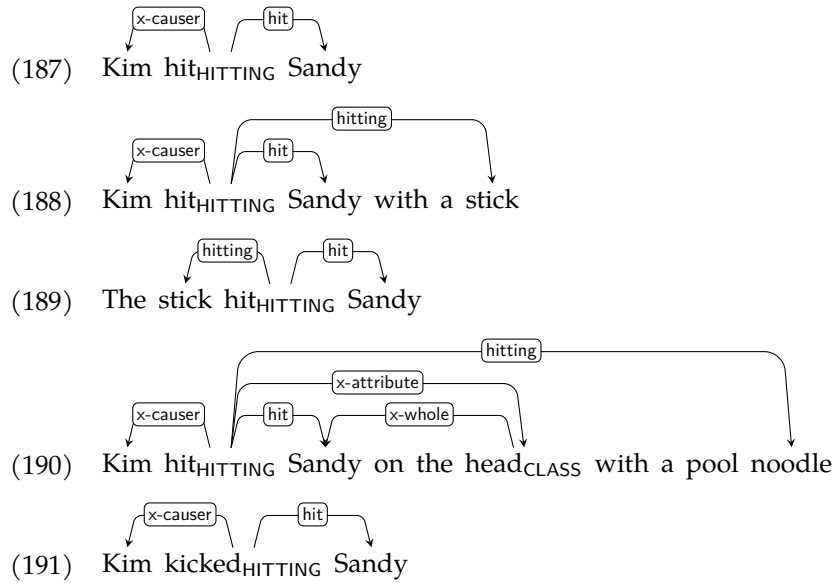 x-causer hit
(187) Kim hitHITTING Sandy
hitting
x-causer hit
(188) Kim hitHITTING Sandy with a stick
hitting hit
(189) The stick hitHITTING Sandy
hitting
x-attribute
x-causer hit x-whole
(190) Kim hitHITTING Sandy on the headCLASS with a pool noodle
x-causer hit
(191) Kim kickedHITTING Sandy